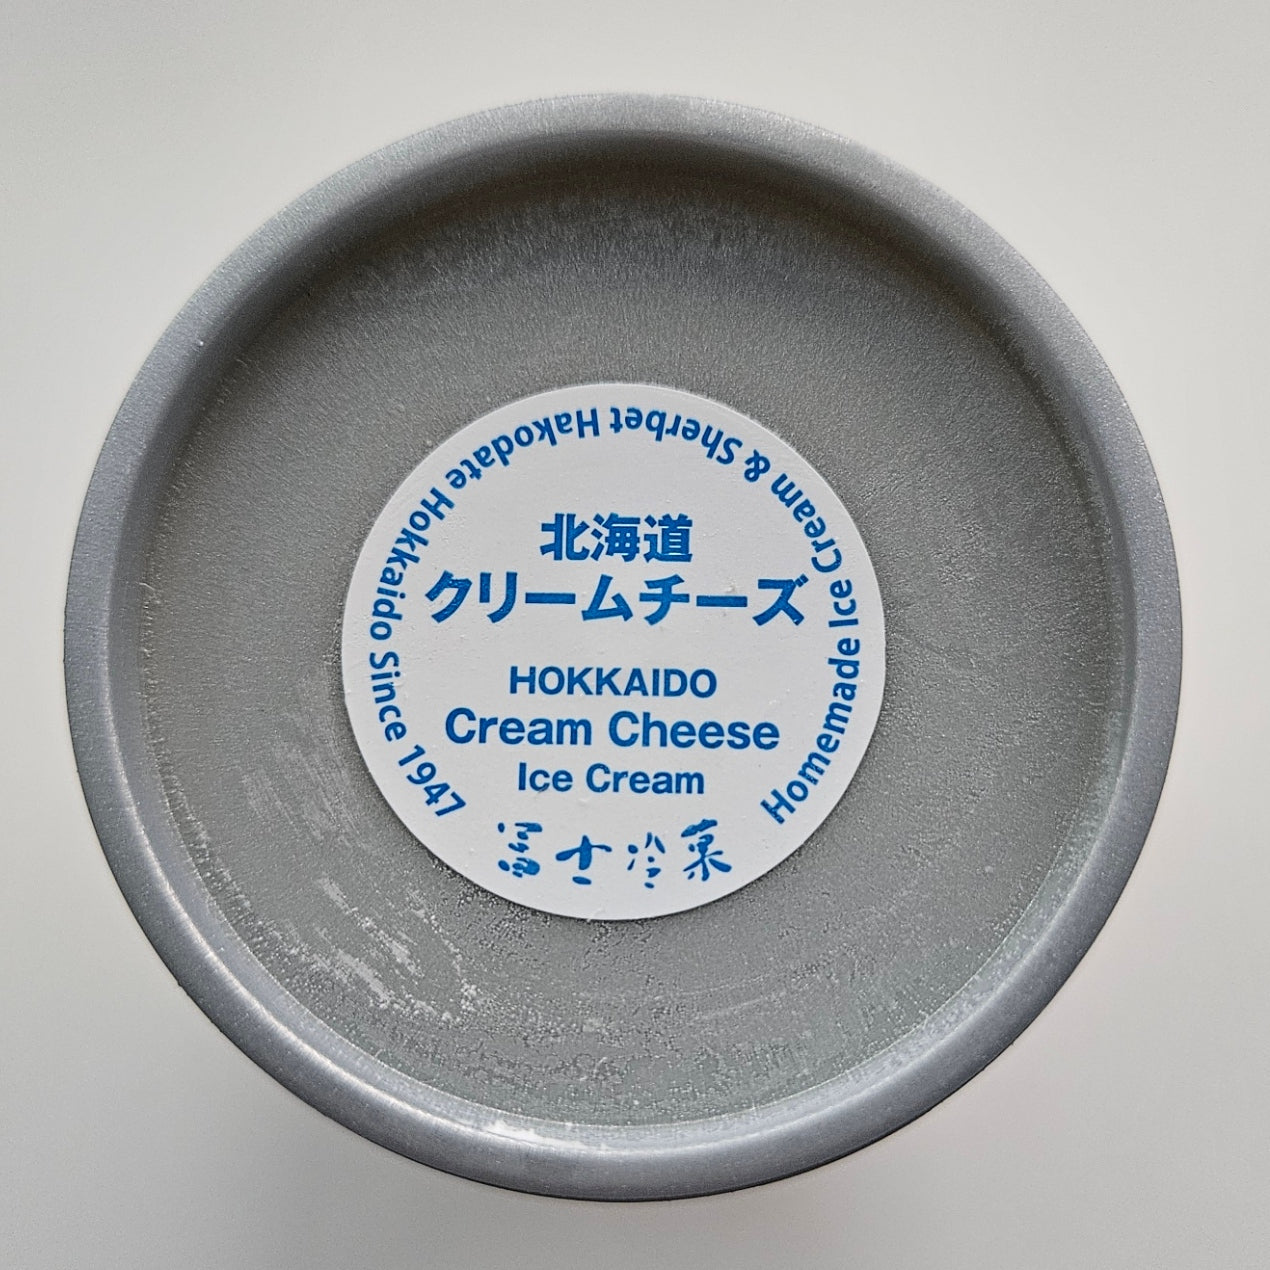 Homemade Ice Cream & Sherbet Hakodate Hokkaido Since 1947
北海道
クリームチーズ
HOKKAIDO
Cream Cheese
Ice Cream
冨士冷菓